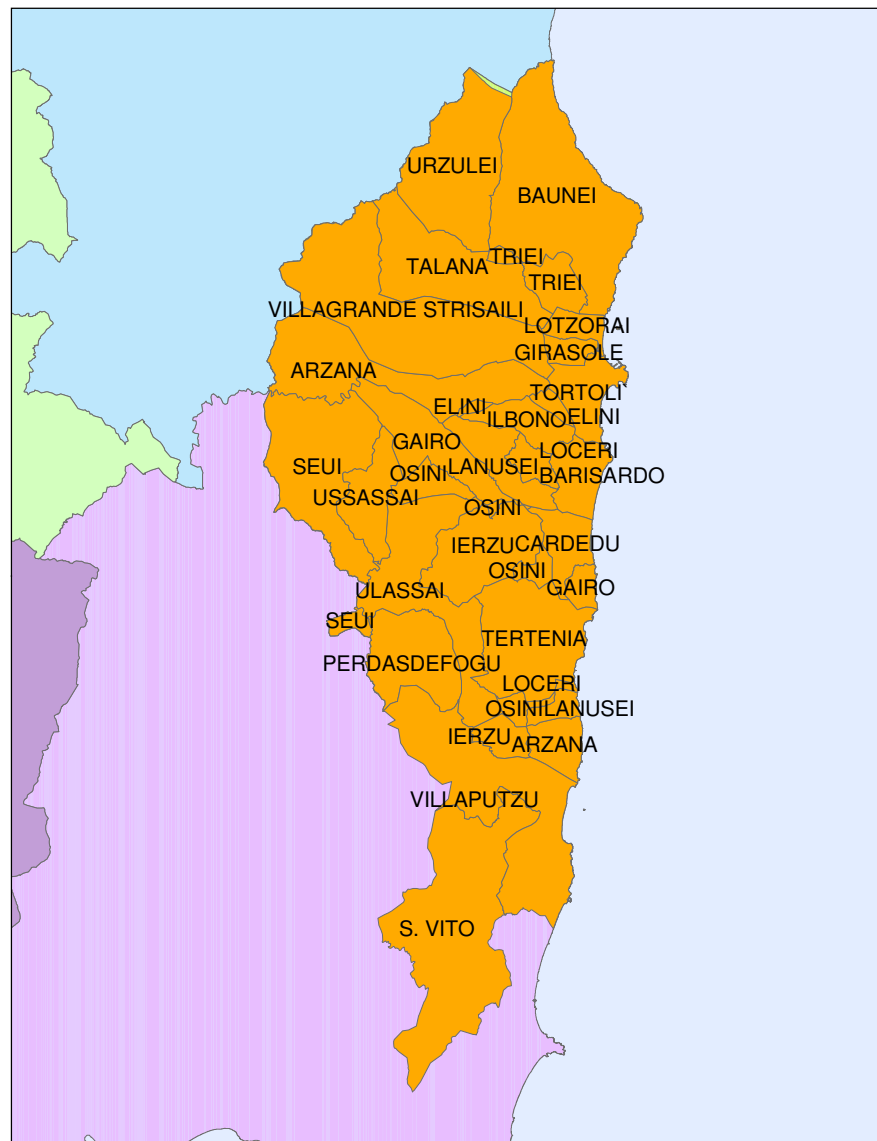 URZULEI
BAUNEI
TRIEI
TALANA
TRIEI
VILLAGRANDE STRISAILI
LOTZORAI
GIRASOLE
ARZANA
TORTOLI
ELINI
ILBONO
ELINI
GAIRO
LOCERI
SEUI
LANUSEI
OSINI
BARISARDO
USSASSAI
OSINI
IERZU
CARDEDU
OSINI
GAIRO
ULASSAI
SEUI
TERTENIA
PERDASDEFOGU
LOCERI
OSINI
LANUSEI
IERZU
ARZANA
VILLAPUTZU
S. VITO